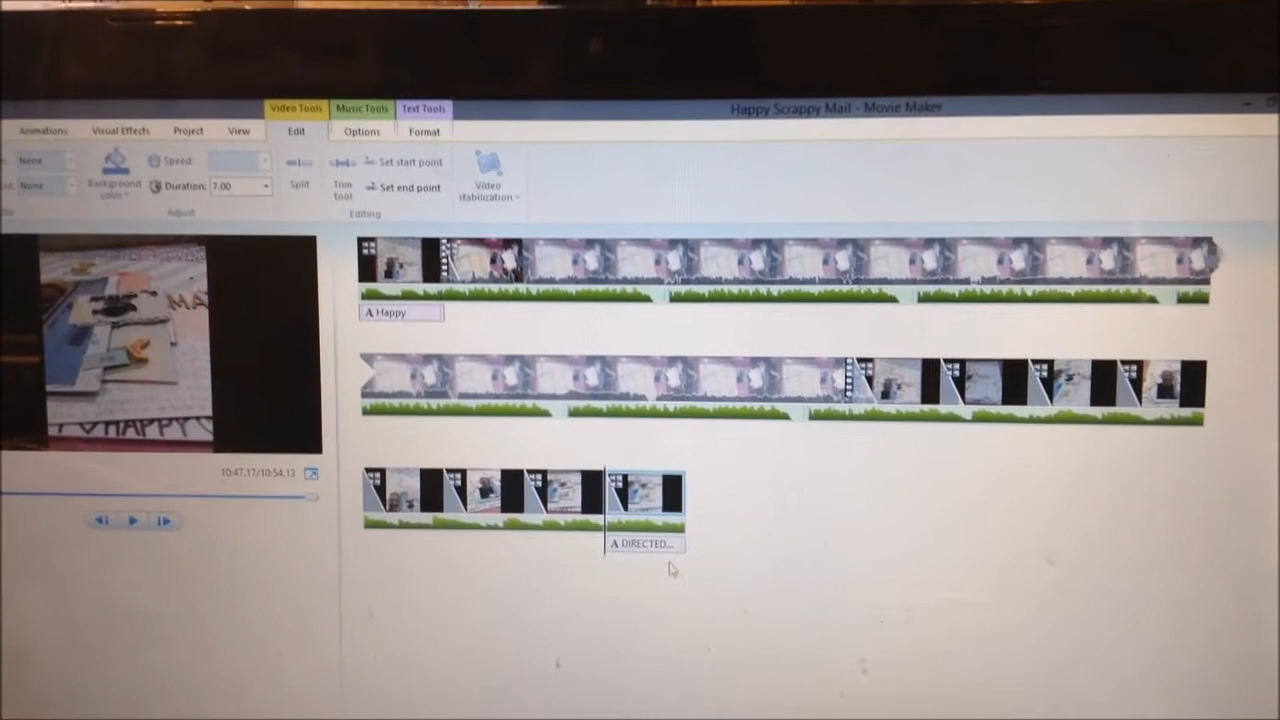 Video Tools Music Tools Text Tools
Happy Scrappy Mail - Movie Maker
Animations Visual Effects Project View Edit Options Format
None Speed: Set start point
None Background color Duration: 7.00 Split Trim tool Set end point Video stabilization
Adjust Editing
A Happy
MA
HAPPY
10:47.17/10:54.13
A DIRECTED...